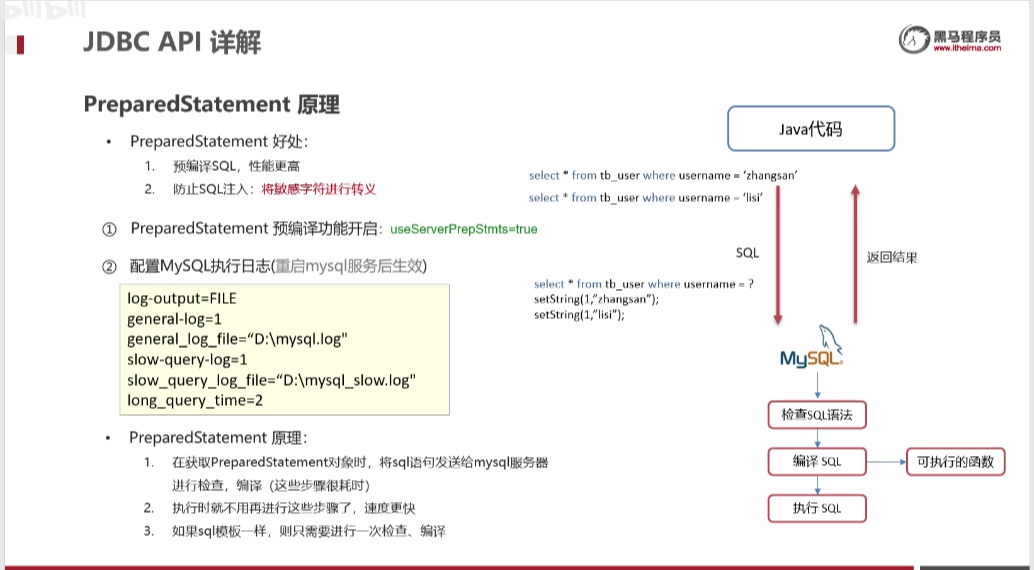 JDBC API 详解
黑马程序员
www.itheima.com
PreparedStatement 原理
• PreparedStatement 好处：
1. 预编译SQL，性能更高
2. 防止SQL注入：将敏感字符进行转义
① PreparedStatement 预编译功能开启：useServerPrepStmts=true
② 配置MySQL执行日志(重启mysql服务后生效)
log-output=FILE
general-log=1
general_log_file=“D:\mysql.log"
slow-query-log=1
slow_query_log_file=“D:\mysql_slow.log"
long_query_time=2
• PreparedStatement 原理：
1. 在获取PreparedStatement对象时，将sql语句发送给mysql服务器
进行检查，编译（这些步骤很耗时）
2. 执行时就不用再进行这些步骤了，速度更快
3. 如果sql模板一样，则只需要进行一次检查、编译
Java代码
select * from tb_user where username = ‘zhangsan’
select * from tb_user where username = ‘lisi’
SQL
返回结果
select * from tb_user where username = ?
setString(1,”zhangsan”);
setString(1,”lisi”);
MySQL
检查SQL语法
编译 SQL
可执行的函数
执行 SQL